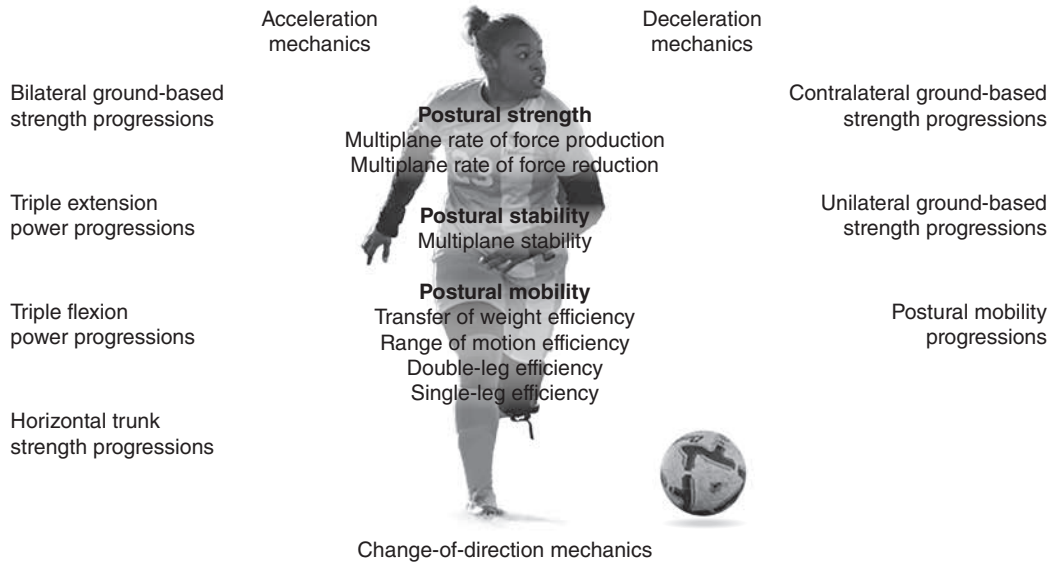 Acceleration
mechanics
Deceleration
mechanics
Bilateral ground-based
strength progressions
Contralateral ground-based
strength progressions
Postural strength
Multiplane rate of force production
Multiplane rate of force reduction
Triple extension
power progressions
Unilateral ground-based
strength progressions
Postural stability
Multiplane stability
Postural mobility
Transfer of weight efficiency
Range of motion efficiency
Double-leg efficiency
Single-leg efficiency
Triple flexion
power progressions
Postural mobility
progressions
Horizontal trunk
strength progressions
Change-of-direction mechanics